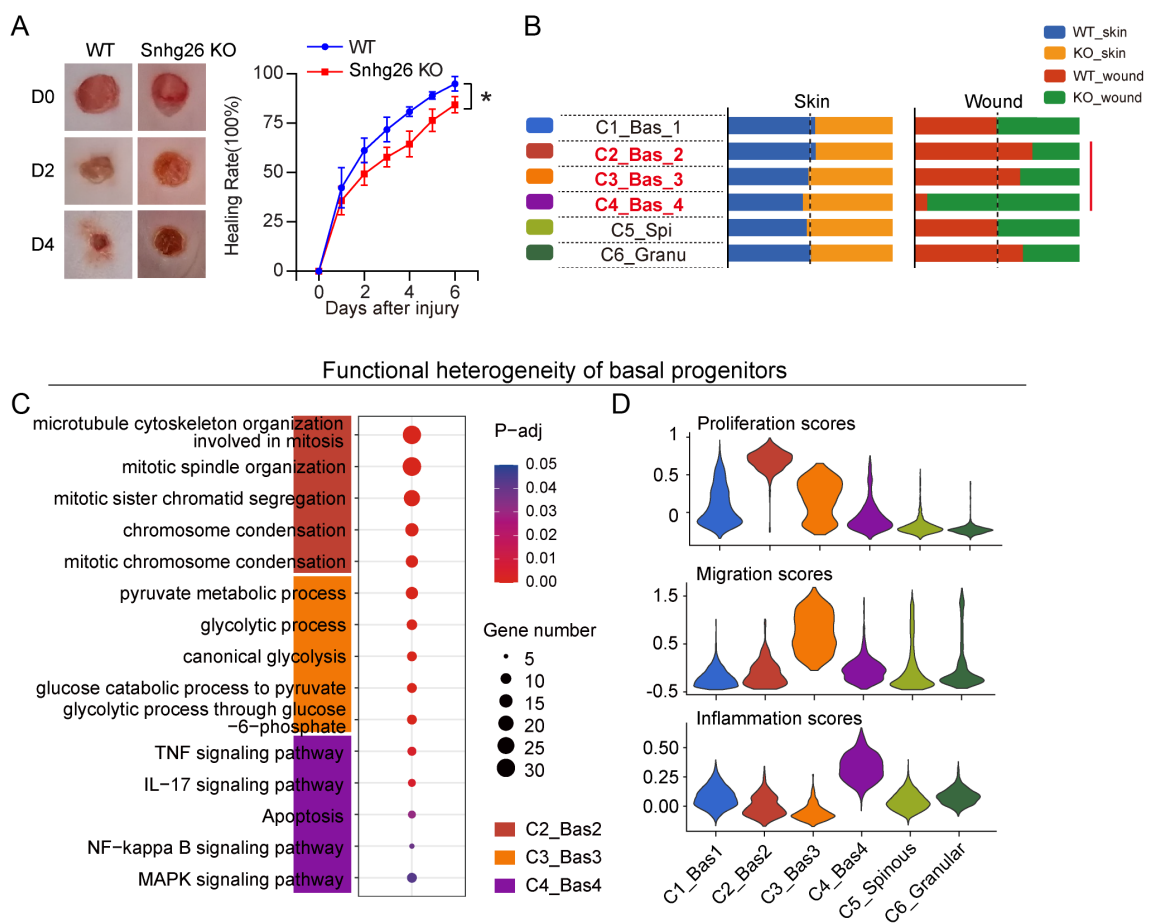 A
WT
Snhg26 KO
D0
D2
D4
WT
Snhg26 KO
Healing Rate(100%)
100
75
50
25
0
*
0
2
4
6
Days after injury
B
WT_skin
KO_skin
WT_wound
KO_wound
Skin
Wound
C1_Bas_1
C2_Bas_2
C3_Bas_3
C4_Bas_4
C5_Spi
C6_Granu
Functional heterogeneity of basal progenitors
C
microtubule cytoskeleton organization
involved in mitosis
mitotic spindle organization
mitotic sister chromatid segregation
chromosome condensation
mitotic chromosome condensation
pyruvate metabolic process
glycolytic process
canonical glycolysis
glucose catabolic process to pyruvate
glycolytic process through glucose
−6−phosphate
TNF signaling pathway
IL−17 signaling pathway
Apoptosis
NF−kappa B signaling pathway
MAPK signaling pathway
P−adj
0.05
0.04
0.03
0.02
0.01
0.00
Gene number
5
10
15
20
25
30
C2_Bas2
C3_Bas3
C4_Bas4
D
Proliferation scores
1
0.5
0
Migration scores
1.5
0.5
-0.5
Inflammation scores
0.50
0.25
0.00
C1_Bas1
C2_Bas2
C3_Bas3
C4_Bas4
C5_Spinous
C6_Granular